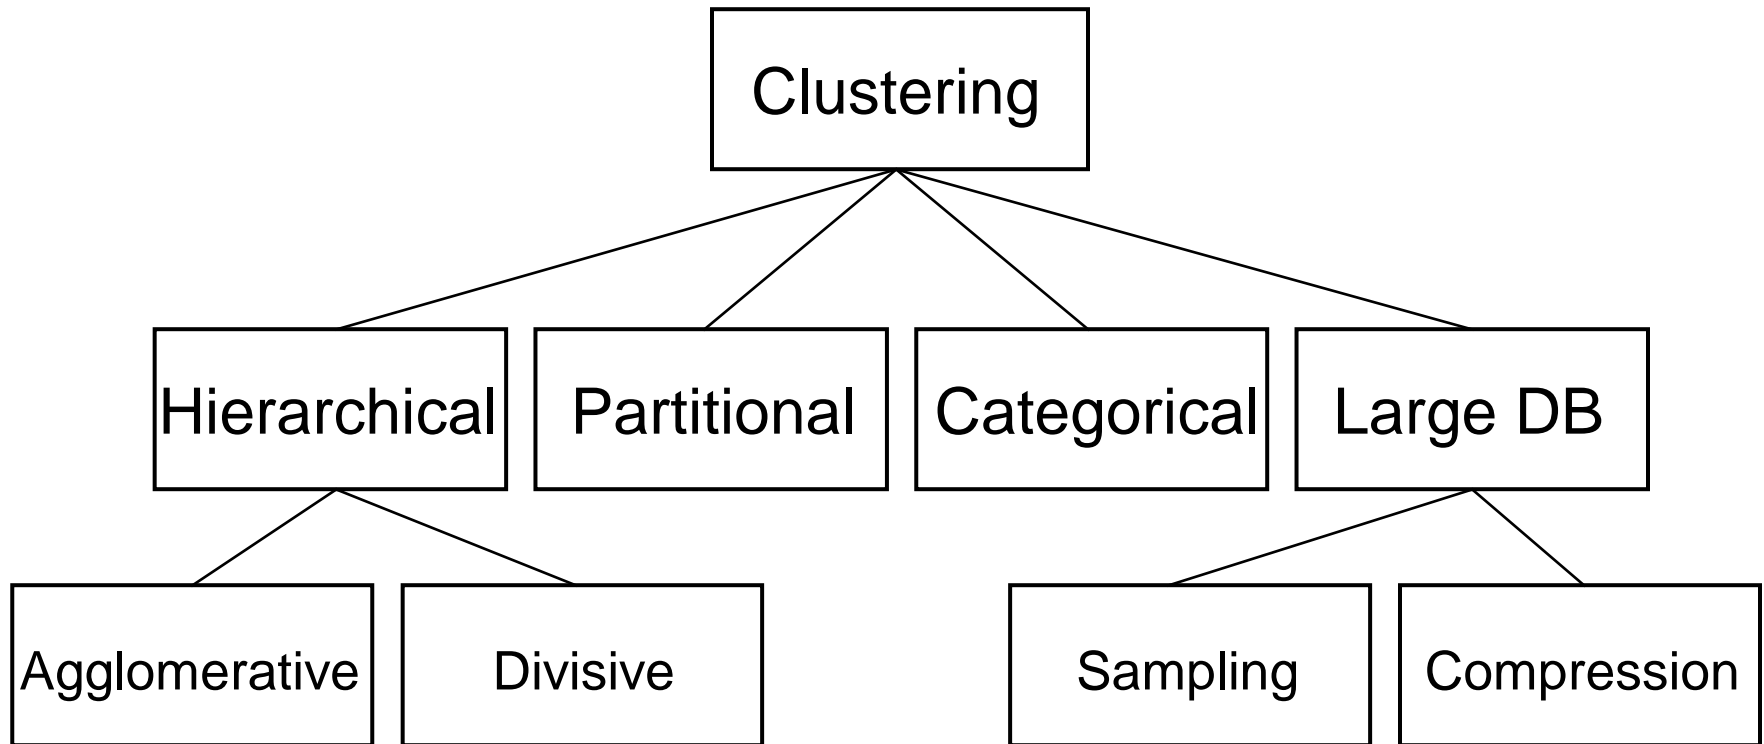 Clustering
Hierarchical
Partitional
Categorical
Large DB
Agglomerative
Divisive
Sampling
Compression